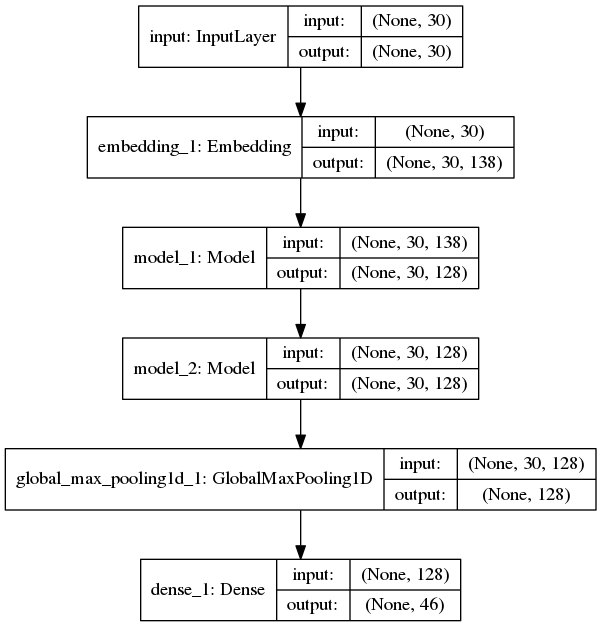 input: InputLayer
input:
(None, 30)
output:
(None, 30)
embedding_1: Embedding
input:
(None, 30)
output:
(None, 30, 138)
model_1: Model
input:
(None, 30, 138)
output:
(None, 30, 128)
model_2: Model
input:
(None, 30, 128)
output:
(None, 30, 128)
global_max_pooling1d_1: GlobalMaxPooling1D
input:
(None, 30, 128)
output:
(None, 128)
dense_1: Dense
input:
(None, 128)
output:
(None, 46)